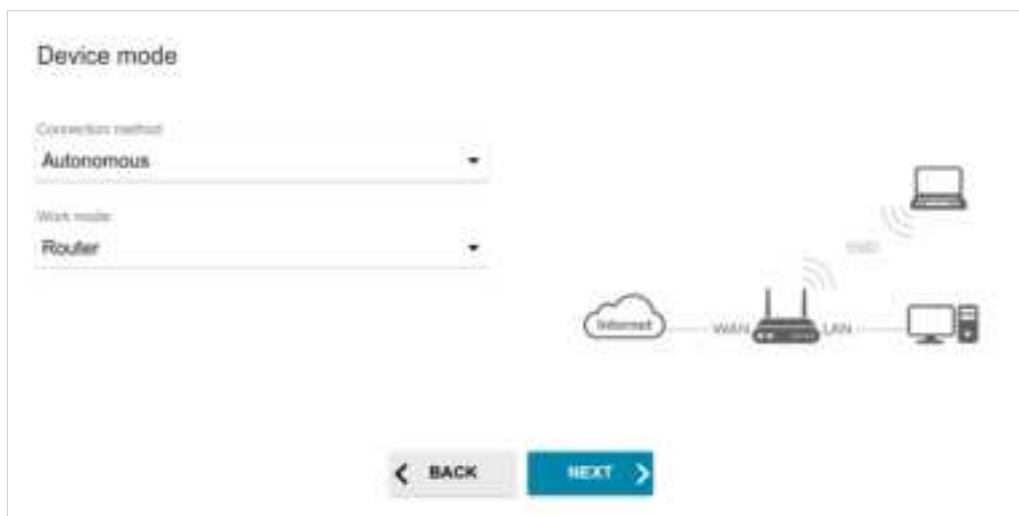 Device mode
Connection method
Autonomous
Work mode
Router
Internet
WAN
LAN
BACK
NEXT